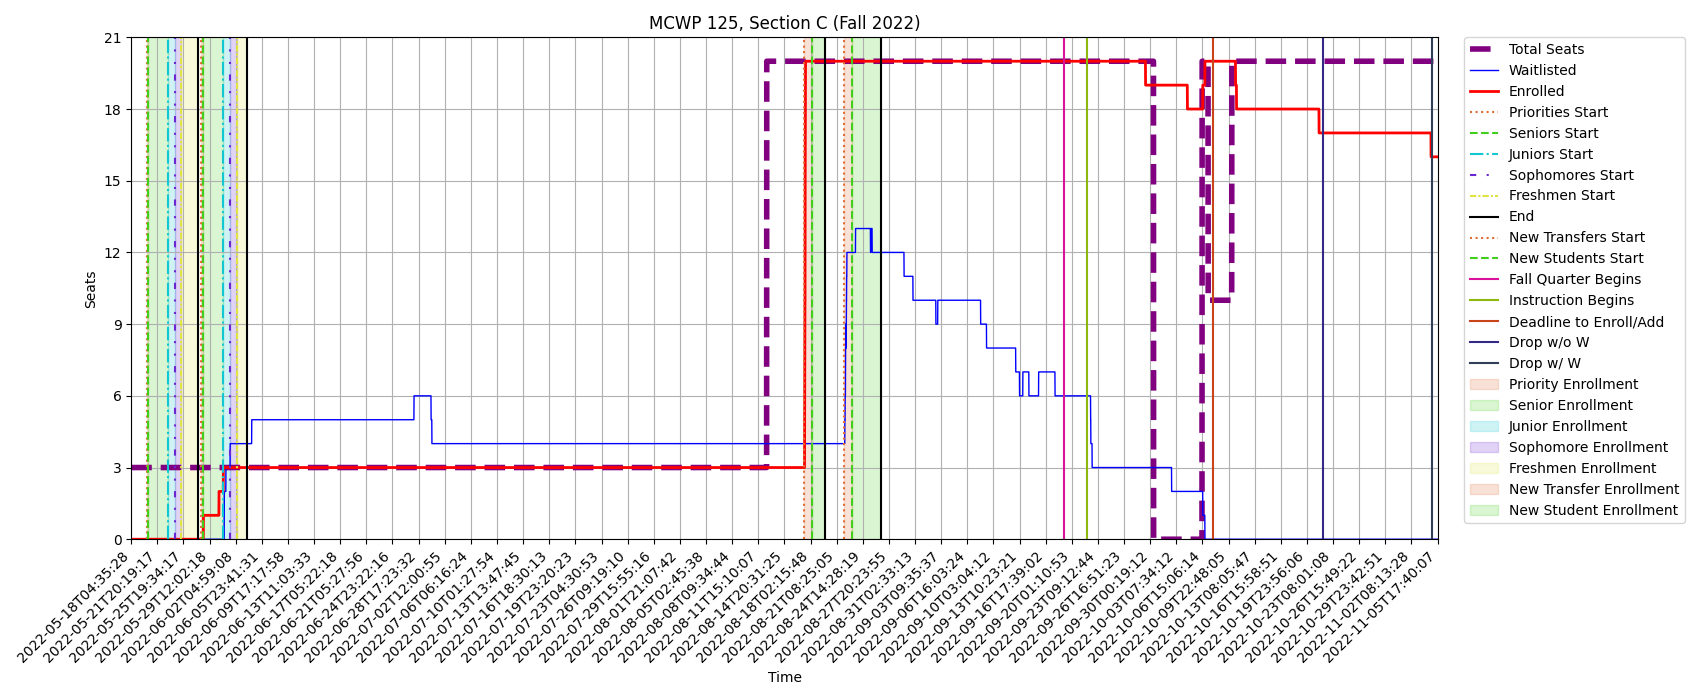 MCWP 125, Section C (Fall 2022)
Seats
21
18
15
12
9
6
3
0
2022-05-18T04:35:28
2022-05-21T20:19:17
2022-05-25T19:34:17
2022-05-29T12:02:18
2022-06-02T04:59:08
2022-06-05T23:41:31
2022-06-09T17:17:58
2022-06-13T11:03:33
2022-06-17T05:22:18
2022-06-21T05:27:56
2022-06-24T23:22:16
2022-06-28T17:23:32
2022-07-02T12:00:55
2022-07-06T06:16:24
2022-07-10T01:27:54
2022-07-13T13:47:45
2022-07-16T18:30:13
2022-07-19T23:20:23
2022-07-23T04:30:53
2022-07-26T09:19:10
2022-07-29T15:55:16
2022-08-01T21:07:42
2022-08-05T02:45:38
2022-08-08T09:34:44
2022-08-11T15:10:07
2022-08-14T20:31:25
2022-08-18T02:15:48
2022-08-21T08:25:05
2022-08-24T14:28:19
2022-08-27T20:23:55
2022-08-31T02:33:13
2022-09-03T09:35:37
2022-09-06T16:03:24
2022-09-10T03:04:12
2022-09-13T10:23:21
2022-09-16T17:39:02
2022-09-20T01:10:53
2022-09-23T09:12:44
2022-09-26T16:51:23
2022-09-30T00:19:12
2022-10-03T07:34:12
2022-10-06T15:06:14
2022-10-09T22:48:05
2022-10-13T08:05:47
2022-10-16T15:58:51
2022-10-19T23:56:06
2022-10-23T08:01:08
2022-10-26T15:49:22
2022-10-29T23:42:51
2022-11-02T08:13:28
2022-11-05T17:40:07
Time
Total Seats
Waitlisted
Enrolled
Priorities Start
Seniors Start
Juniors Start
Sophomores Start
Freshmen Start
End
New Transfers Start
New Students Start
Fall Quarter Begins
Instruction Begins
Deadline to Enroll/Add
Drop w/o W
Drop w/ W
Priority Enrollment
Senior Enrollment
Junior Enrollment
Sophomore Enrollment
Freshmen Enrollment
New Transfer Enrollment
New Student Enrollment